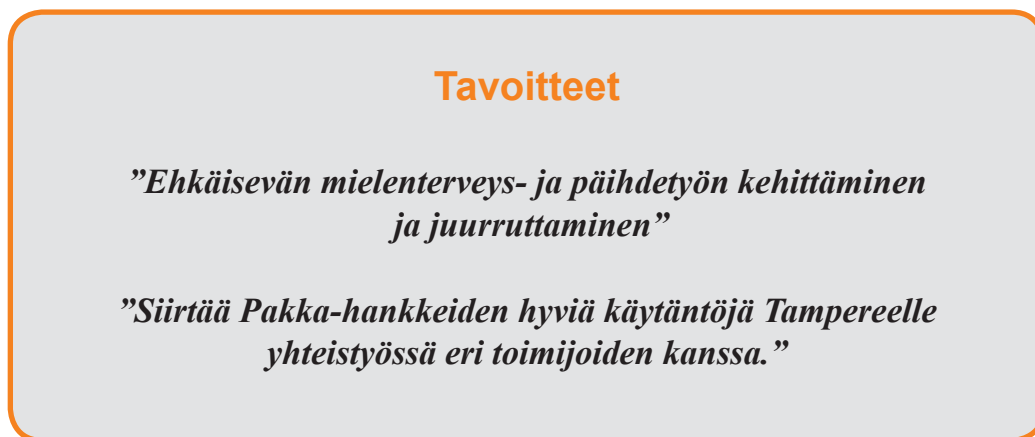 Tavoitteet
”Ehkäisevän mielenterveys- ja päihdetyön kehittäminen
ja juurruttaminen”
”Siirtää Pakka-hankkeiden hyviä käytäntöjä Tampereelle
yhteistyössä eri toimijoiden kanssa.”